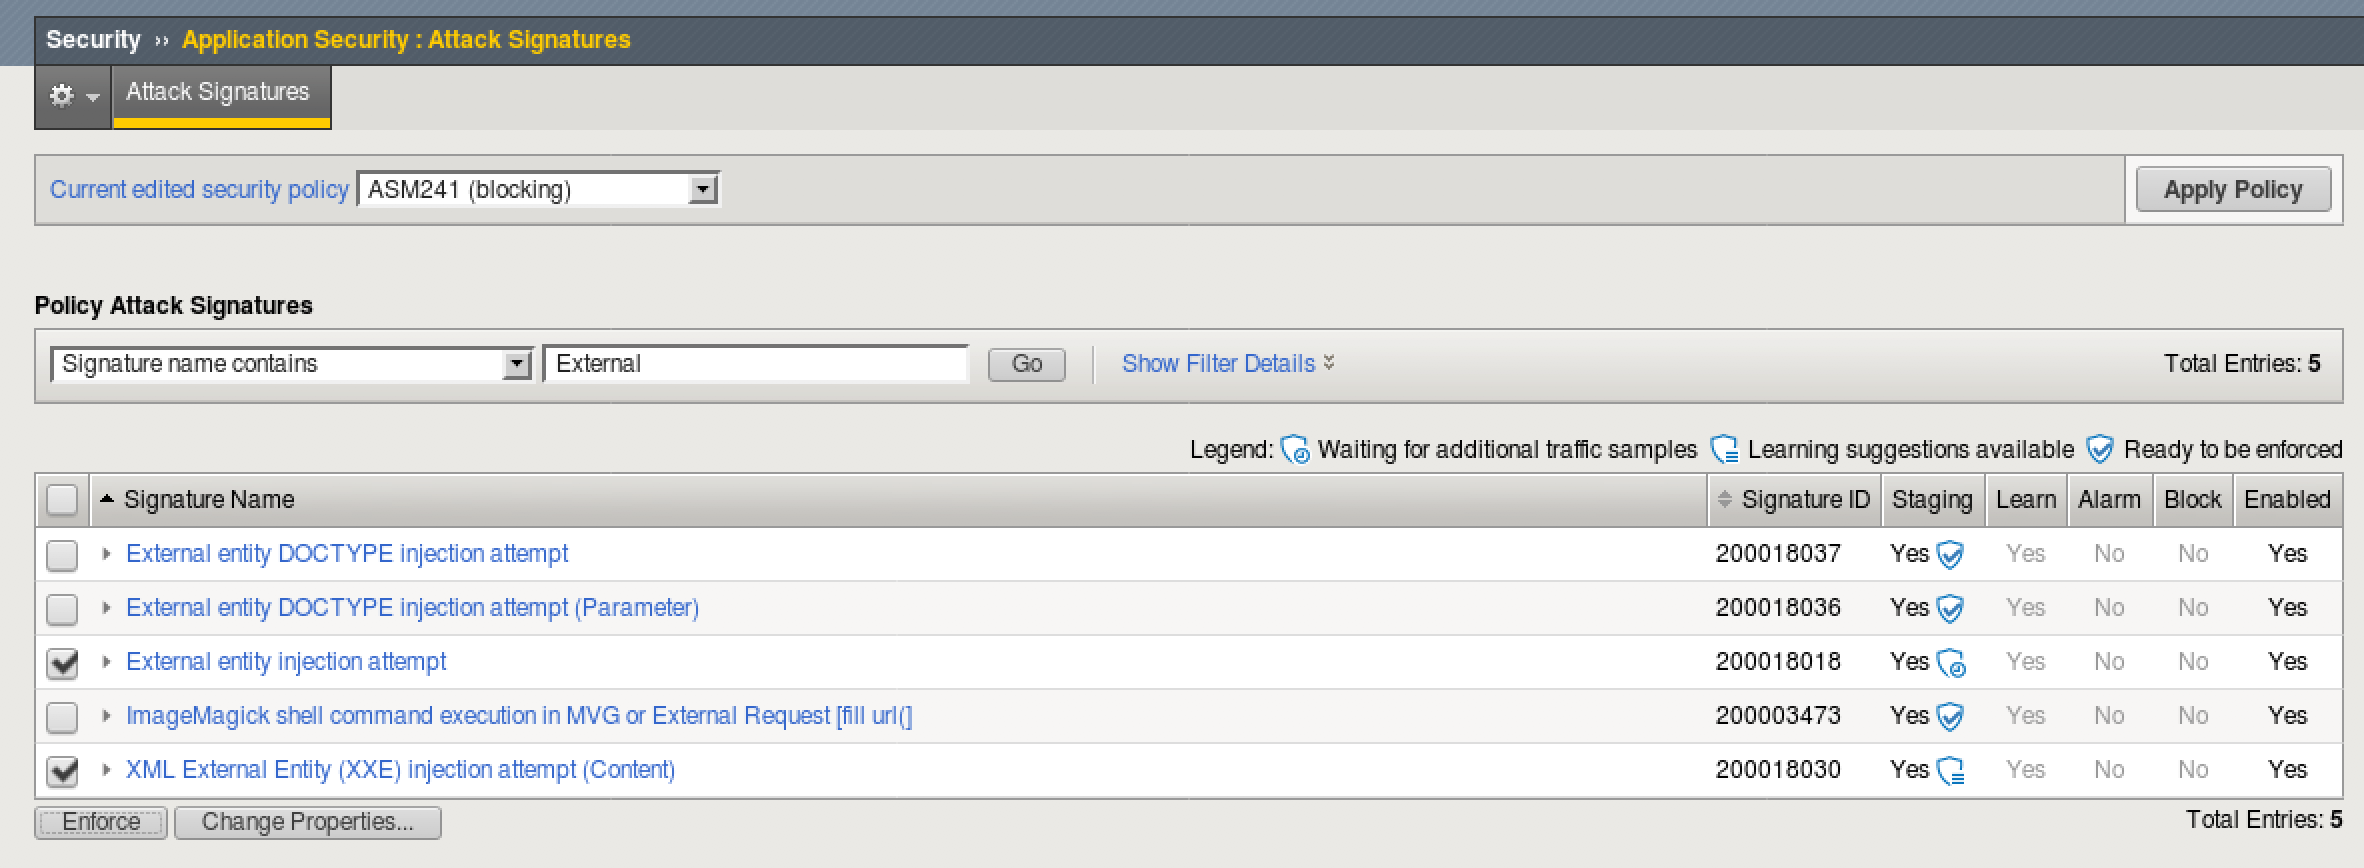 Security ›› Application Security : Attack Signatures
Attack Signatures
Current edited security policy ASM241 (blocking) Apply Policy
Policy Attack Signatures
Signature name contains External Go Show Filter Details Total Entries: 5
Legend: Waiting for additional traffic samples Learning suggestions available Ready to be enforced
Signature Name Signature ID Staging Learn Alarm Block Enabled
External entity DOCTYPE injection attempt 200018037 Yes Yes No No Yes
External entity DOCTYPE injection attempt (Parameter) 200018036 Yes Yes No No Yes
External entity injection attempt 200018018 Yes Yes No No Yes
ImageMagick shell command execution in MVG or External Request [fill url(] 200003473 Yes Yes No No Yes
XML External Entity (XXE) injection attempt (Content) 200018030 Yes Yes No No Yes
Enforce Change Properties... Total Entries: 5